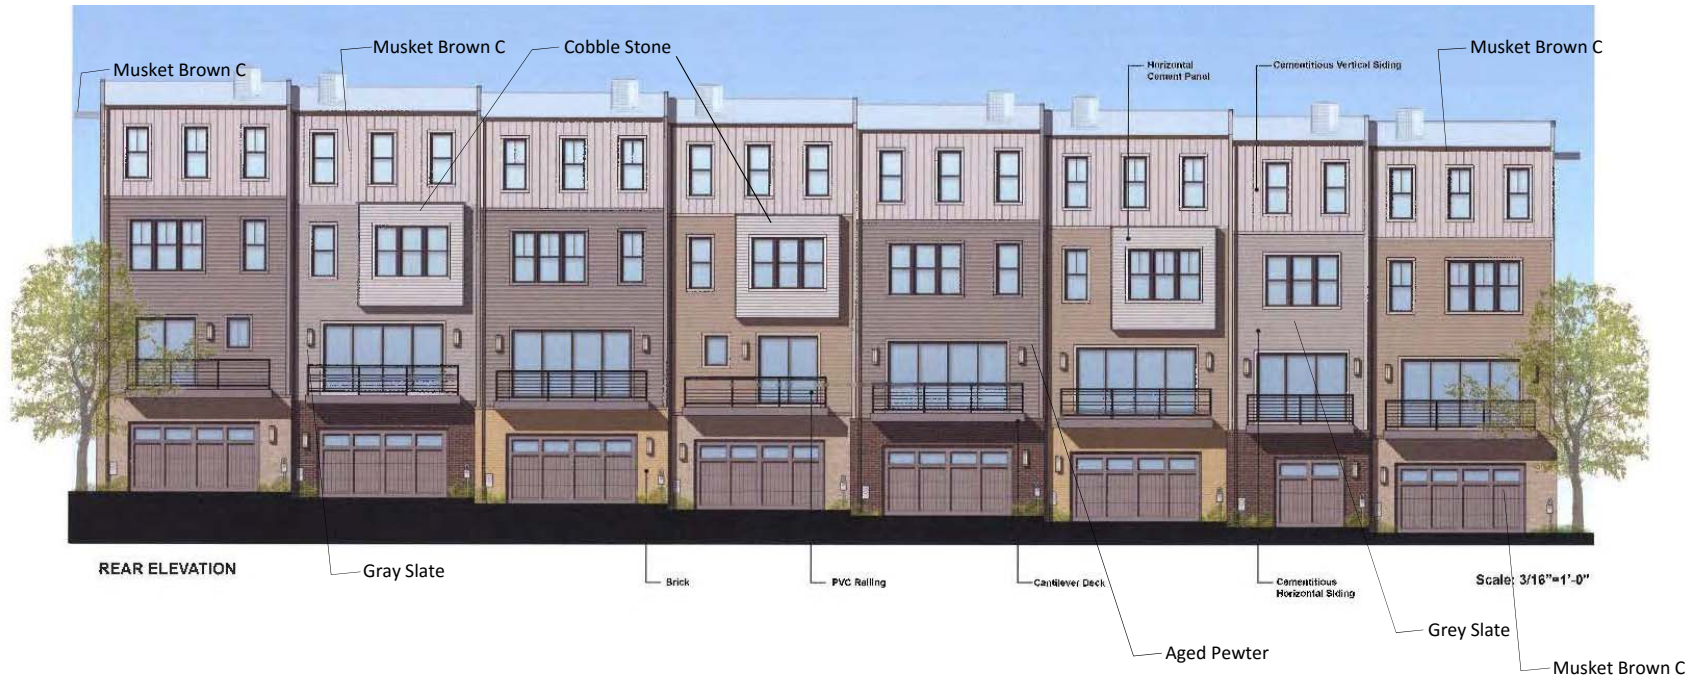 Musket Brown C
Musket Brown C
Cobble Stone
Horizontal
Cement Panel
Cementitious Vertical Siding
Musket Brown C
REAR ELEVATION
Gray Slate
Brick
PVC Railing
Cantilever Deck
Cementitious
Horizontal Siding
Scale: 3/16"=1'-0"
Grey Slate
Aged Pewter
Musket Brown C